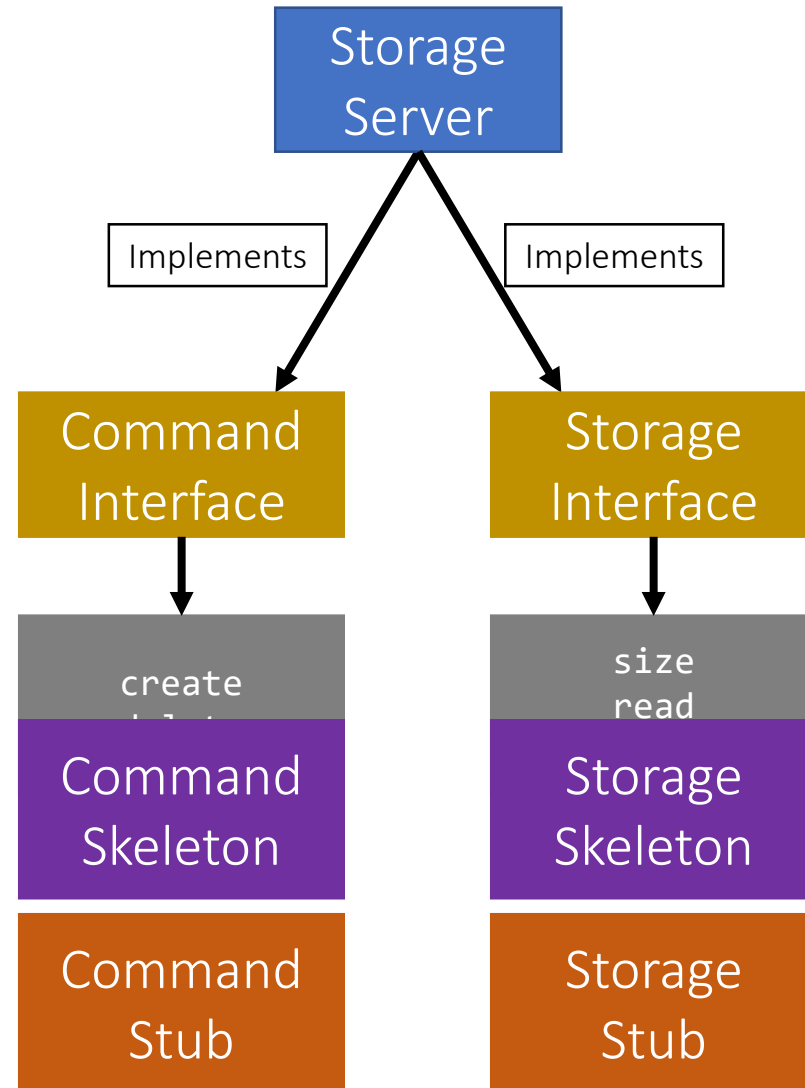 Storage
Server
Implements
Implements
Command
Interface
Storage
Interface
create
size
read
Command
Skeleton
Storage
Skeleton
Command
Stub
Storage
Stub